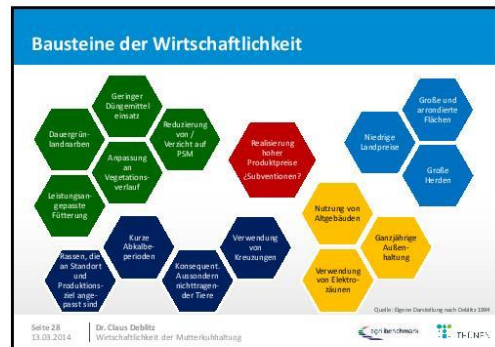 Bausteine der Wirtschaftlichkeit
Geringer
Düngemittel
einsatz
Dauergrün-
landnarben
Reduzierung
von /
Verzicht auf
PSM
Anpassung
an
Vegetations-
verlauf
Leistungsan-
gepasste
Fütterung
Realisierung
hoher
Produktpreise
¿Subventionen?
Große und
arrondierte
Flächen
Niedrige
Landpreise
Große
Herden
Nutzung von
Altgebäuden
Ganzjährige
Außen-
haltung
Verwendung
von Elektro-
zäunen
Rassen, die
an Standort
und
Produktions-
ziel ange-
passt sind
Kurze
Abkalbe-
perioden
Konsequent.
Aussondern
nichttragen-
der Tiere
Verwendung
von
Kreuzungen
Quelle: Eigene Darstellung nach Deblitz 1994
Seite 28
13.03.2014
Dr. Claus Deblitz
Wirtschaftlichkeit der Mutterkuhhaltung
agri benchmark
THÜNEN